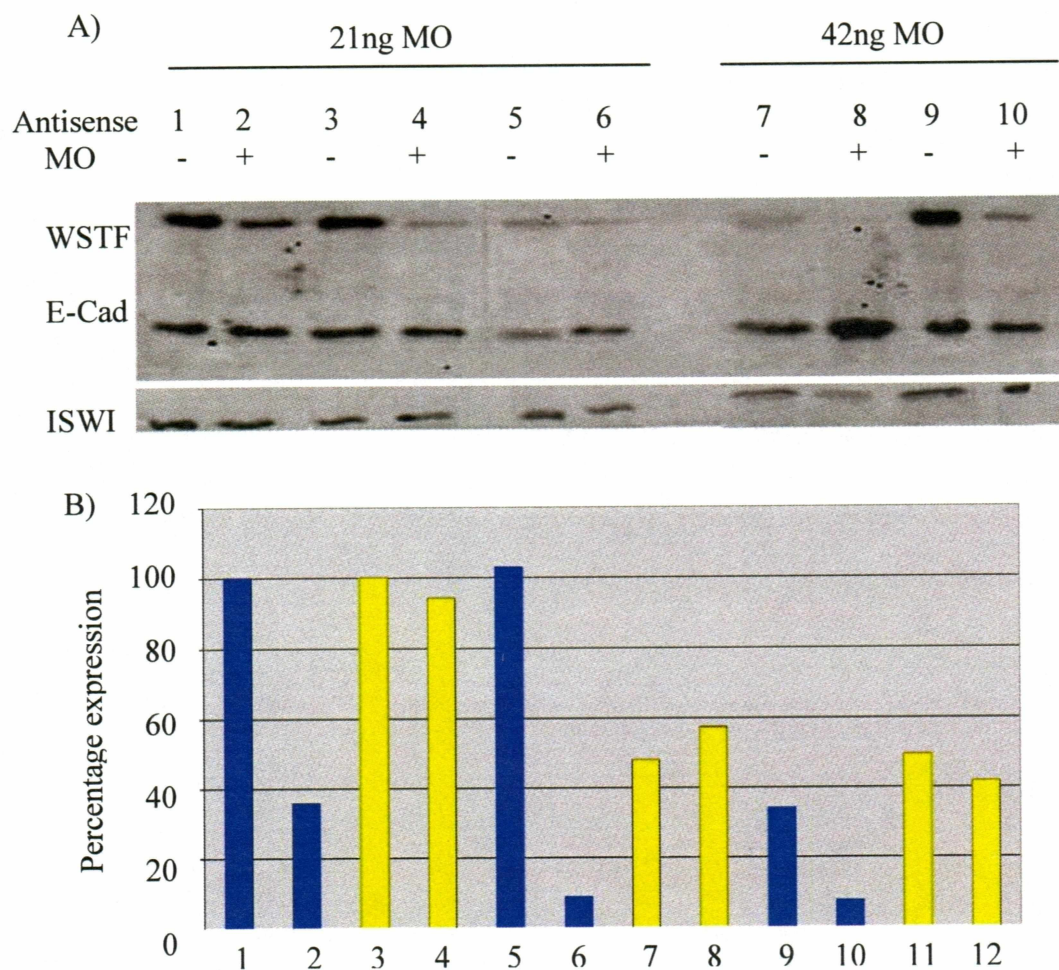 A)
21ng MO 42ng MO
Antisense 1 2 3 4 5 6 7 8 9 10
MO - + - + - + - + - +
WSTF
E-Cad
ISWI
B)
120
100
80
60
40
20
0
Percentage expression
1 2 3 4 5 6 7 8 9 10 11 12